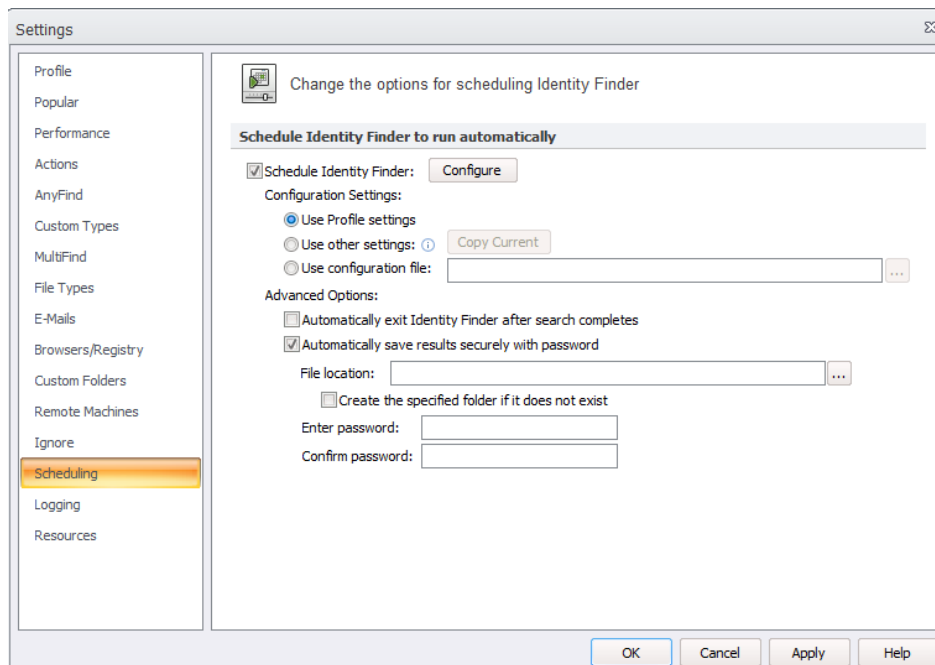 Settings
Profile
Popular
Performance
Actions
AnyFind
Custom Types
MultiFind
File Types
E-Mails
Browsers/Registry
Custom Folders
Remote Machines
Ignore
Scheduling
Logging
Resources
Change the options for scheduling Identity Finder
Schedule Identity Finder to run automatically
Schedule Identity Finder: Configure
Configuration Settings:
Use Profile settings
Use other settings: Copy Current
Use configuration file: ...
Advanced Options:
Automatically exit Identity Finder after search completes
Automatically save results securely with password
File location: ...
Create the specified folder if it does not exist
Enter password:
Confirm password:
OK Cancel Apply Help